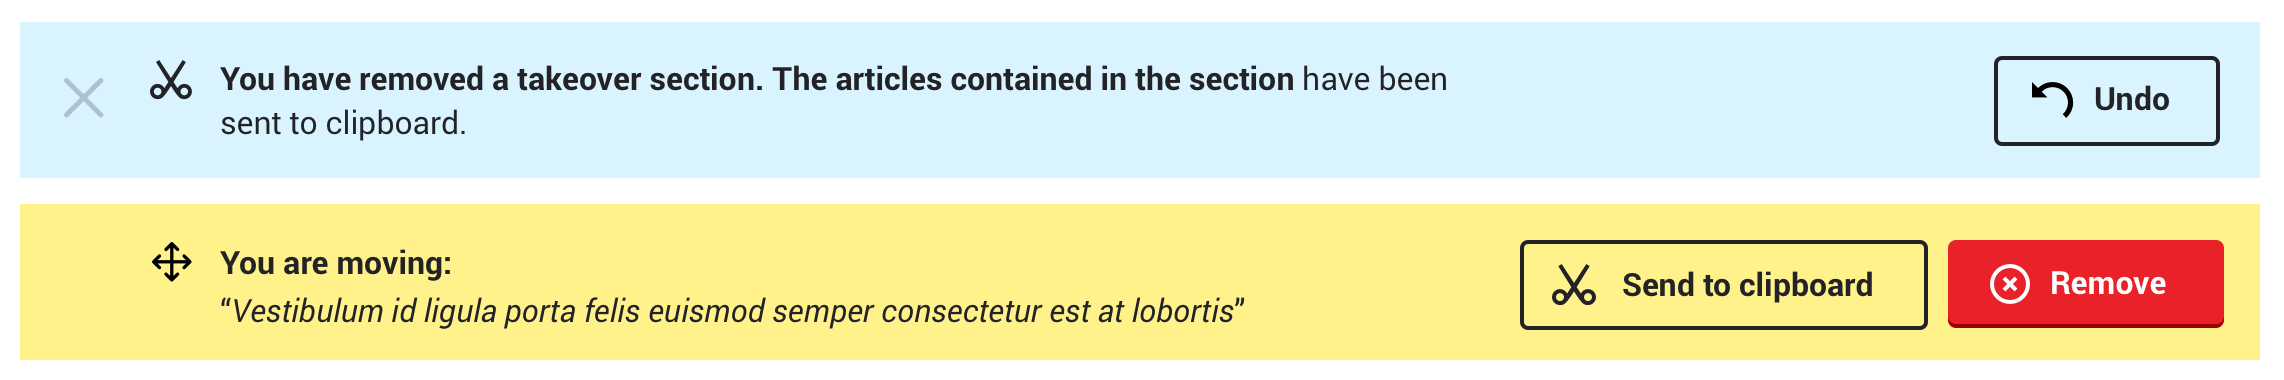 You have removed a takeover section. The articles contained in the section have been
sent to clipboard.
Undo
You are moving:
“Vestibulum id ligula porta felis euismod semper consectetur est at lobortis”
Send to clipboard
Remove